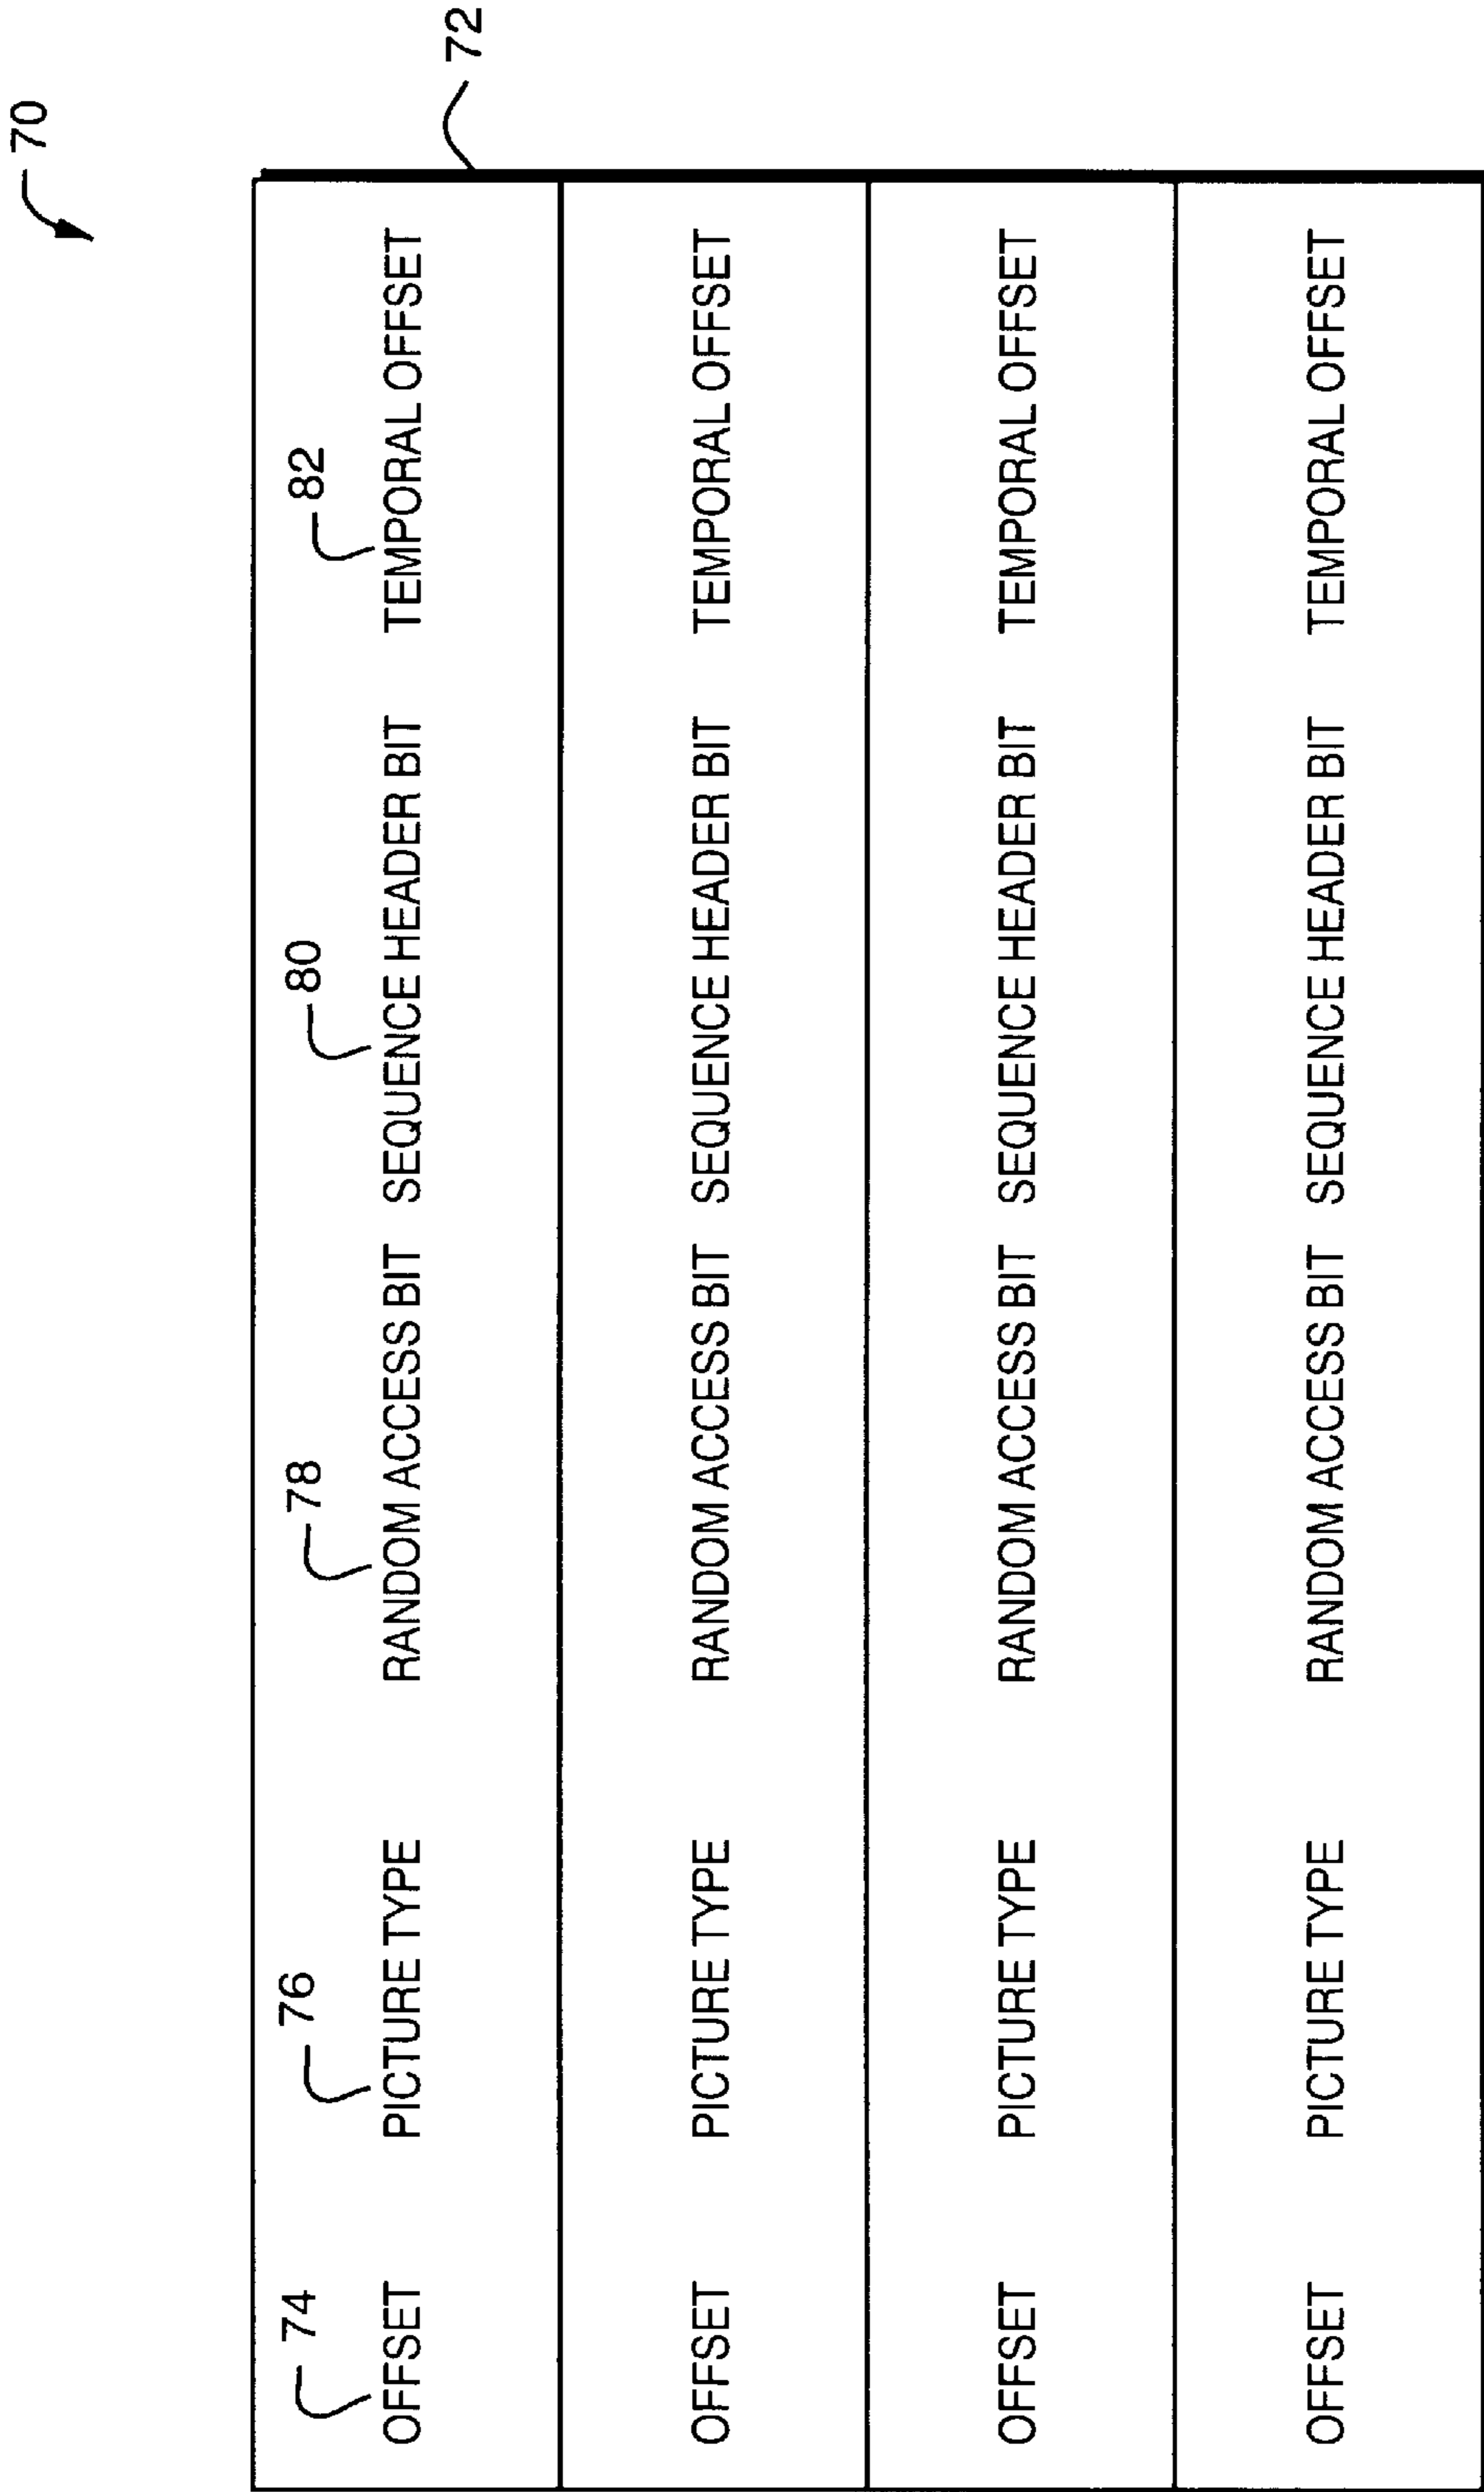 70
72
74 76 78 80 82
OFFSET PICTURE TYPE RANDOM ACCESS BIT SEQUENCE HEADER BIT TEMPORAL OFFSET
OFFSET PICTURE TYPE RANDOM ACCESS BIT SEQUENCE HEADER BIT TEMPORAL OFFSET
OFFSET PICTURE TYPE RANDOM ACCESS BIT SEQUENCE HEADER BIT TEMPORAL OFFSET
OFFSET PICTURE TYPE RANDOM ACCESS BIT SEQUENCE HEADER BIT TEMPORAL OFFSET